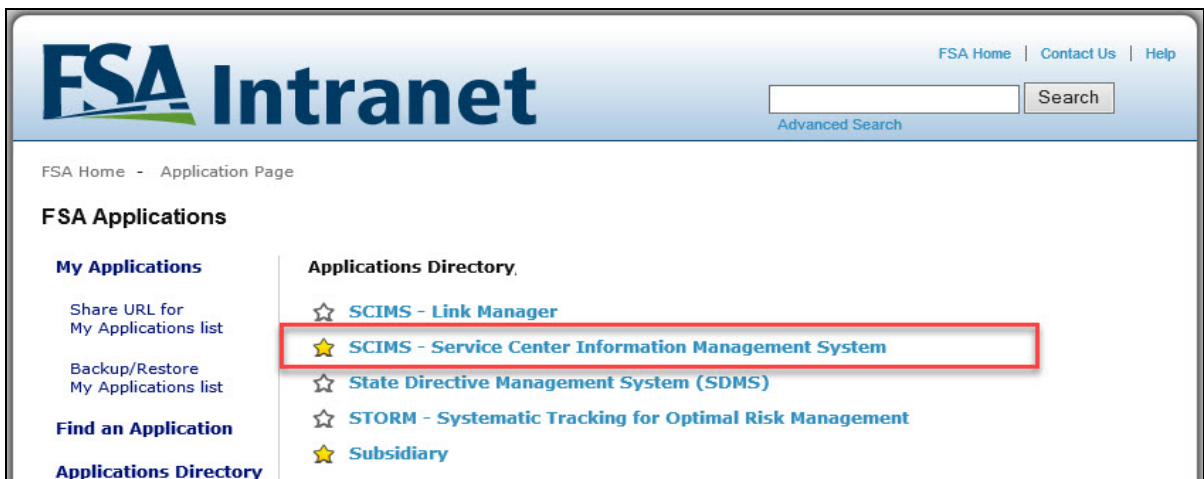 FSA Intranet
FSA Home | Contact Us | Help
Search
Advanced Search
FSA Home - Application Page
FSA Applications
My Applications
Share URL for
My Applications list
Backup/Restore
My Applications list
Find an Application
Applications Directory
Applications Directory
SCIMS - Link Manager
SCIMS - Service Center Information Management System
State Directive Management System (SDMS)
STORM - Systematic Tracking for Optimal Risk Management
Subsidiary